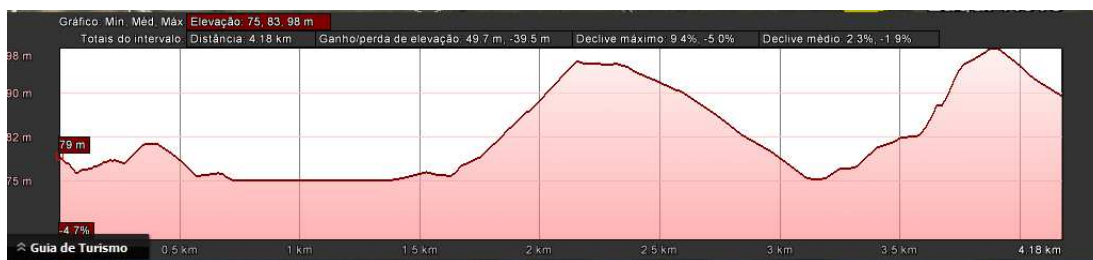 Gráfico: Min, Méd, Máx Elevação: 75, 83, 98 m
Totais do intervalo: Distância: 4.18 km Ganho/perda de elevação: 49.7 m, -39.5 m Declive máximo: 9.4%, -5.0% Declive médio: 2.3%, -1.9%
98 m
90 m
82 m
79 m
75 m
-4.7%
Guia de Turismo 0.5 km 1 km 1.5 km 2 km 2.5 km 3 km 3.5 km 4.18 km